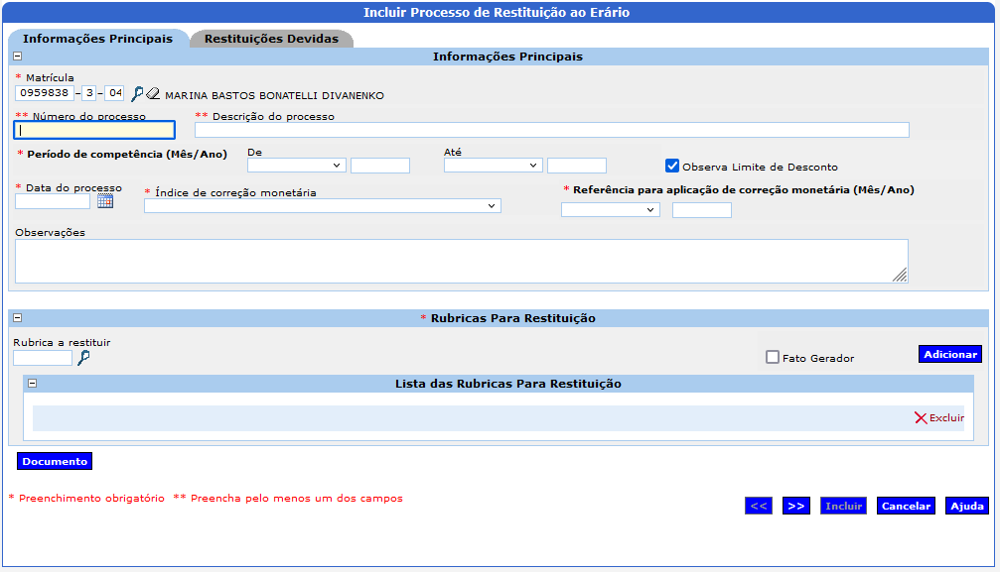 Incluir Processo de Restituição ao Erário
Informações Principais Restituições Devidas
Informações Principais
* Matrícula
0959838 - 3 - 04 MARINA BASTOS BONATELLI DIVANENKO
** Número do processo ** Descrição do processo
* Período de competência (Mês/Ano) De Até
Observa Limite de Desconto
* Data do processo * Índice de correção monetária * Referência para aplicação de correção monetária (Mês/Ano)
Observações
* Rubricas Para Restituição
Rubrica a restituir
Fato Gerador Adicionar
Lista das Rubricas Para Restituição
Excluir
Documento
* Preenchimento obrigatório ** Preencha pelo menos um dos campos
<< >> Incluir Cancelar Ajuda